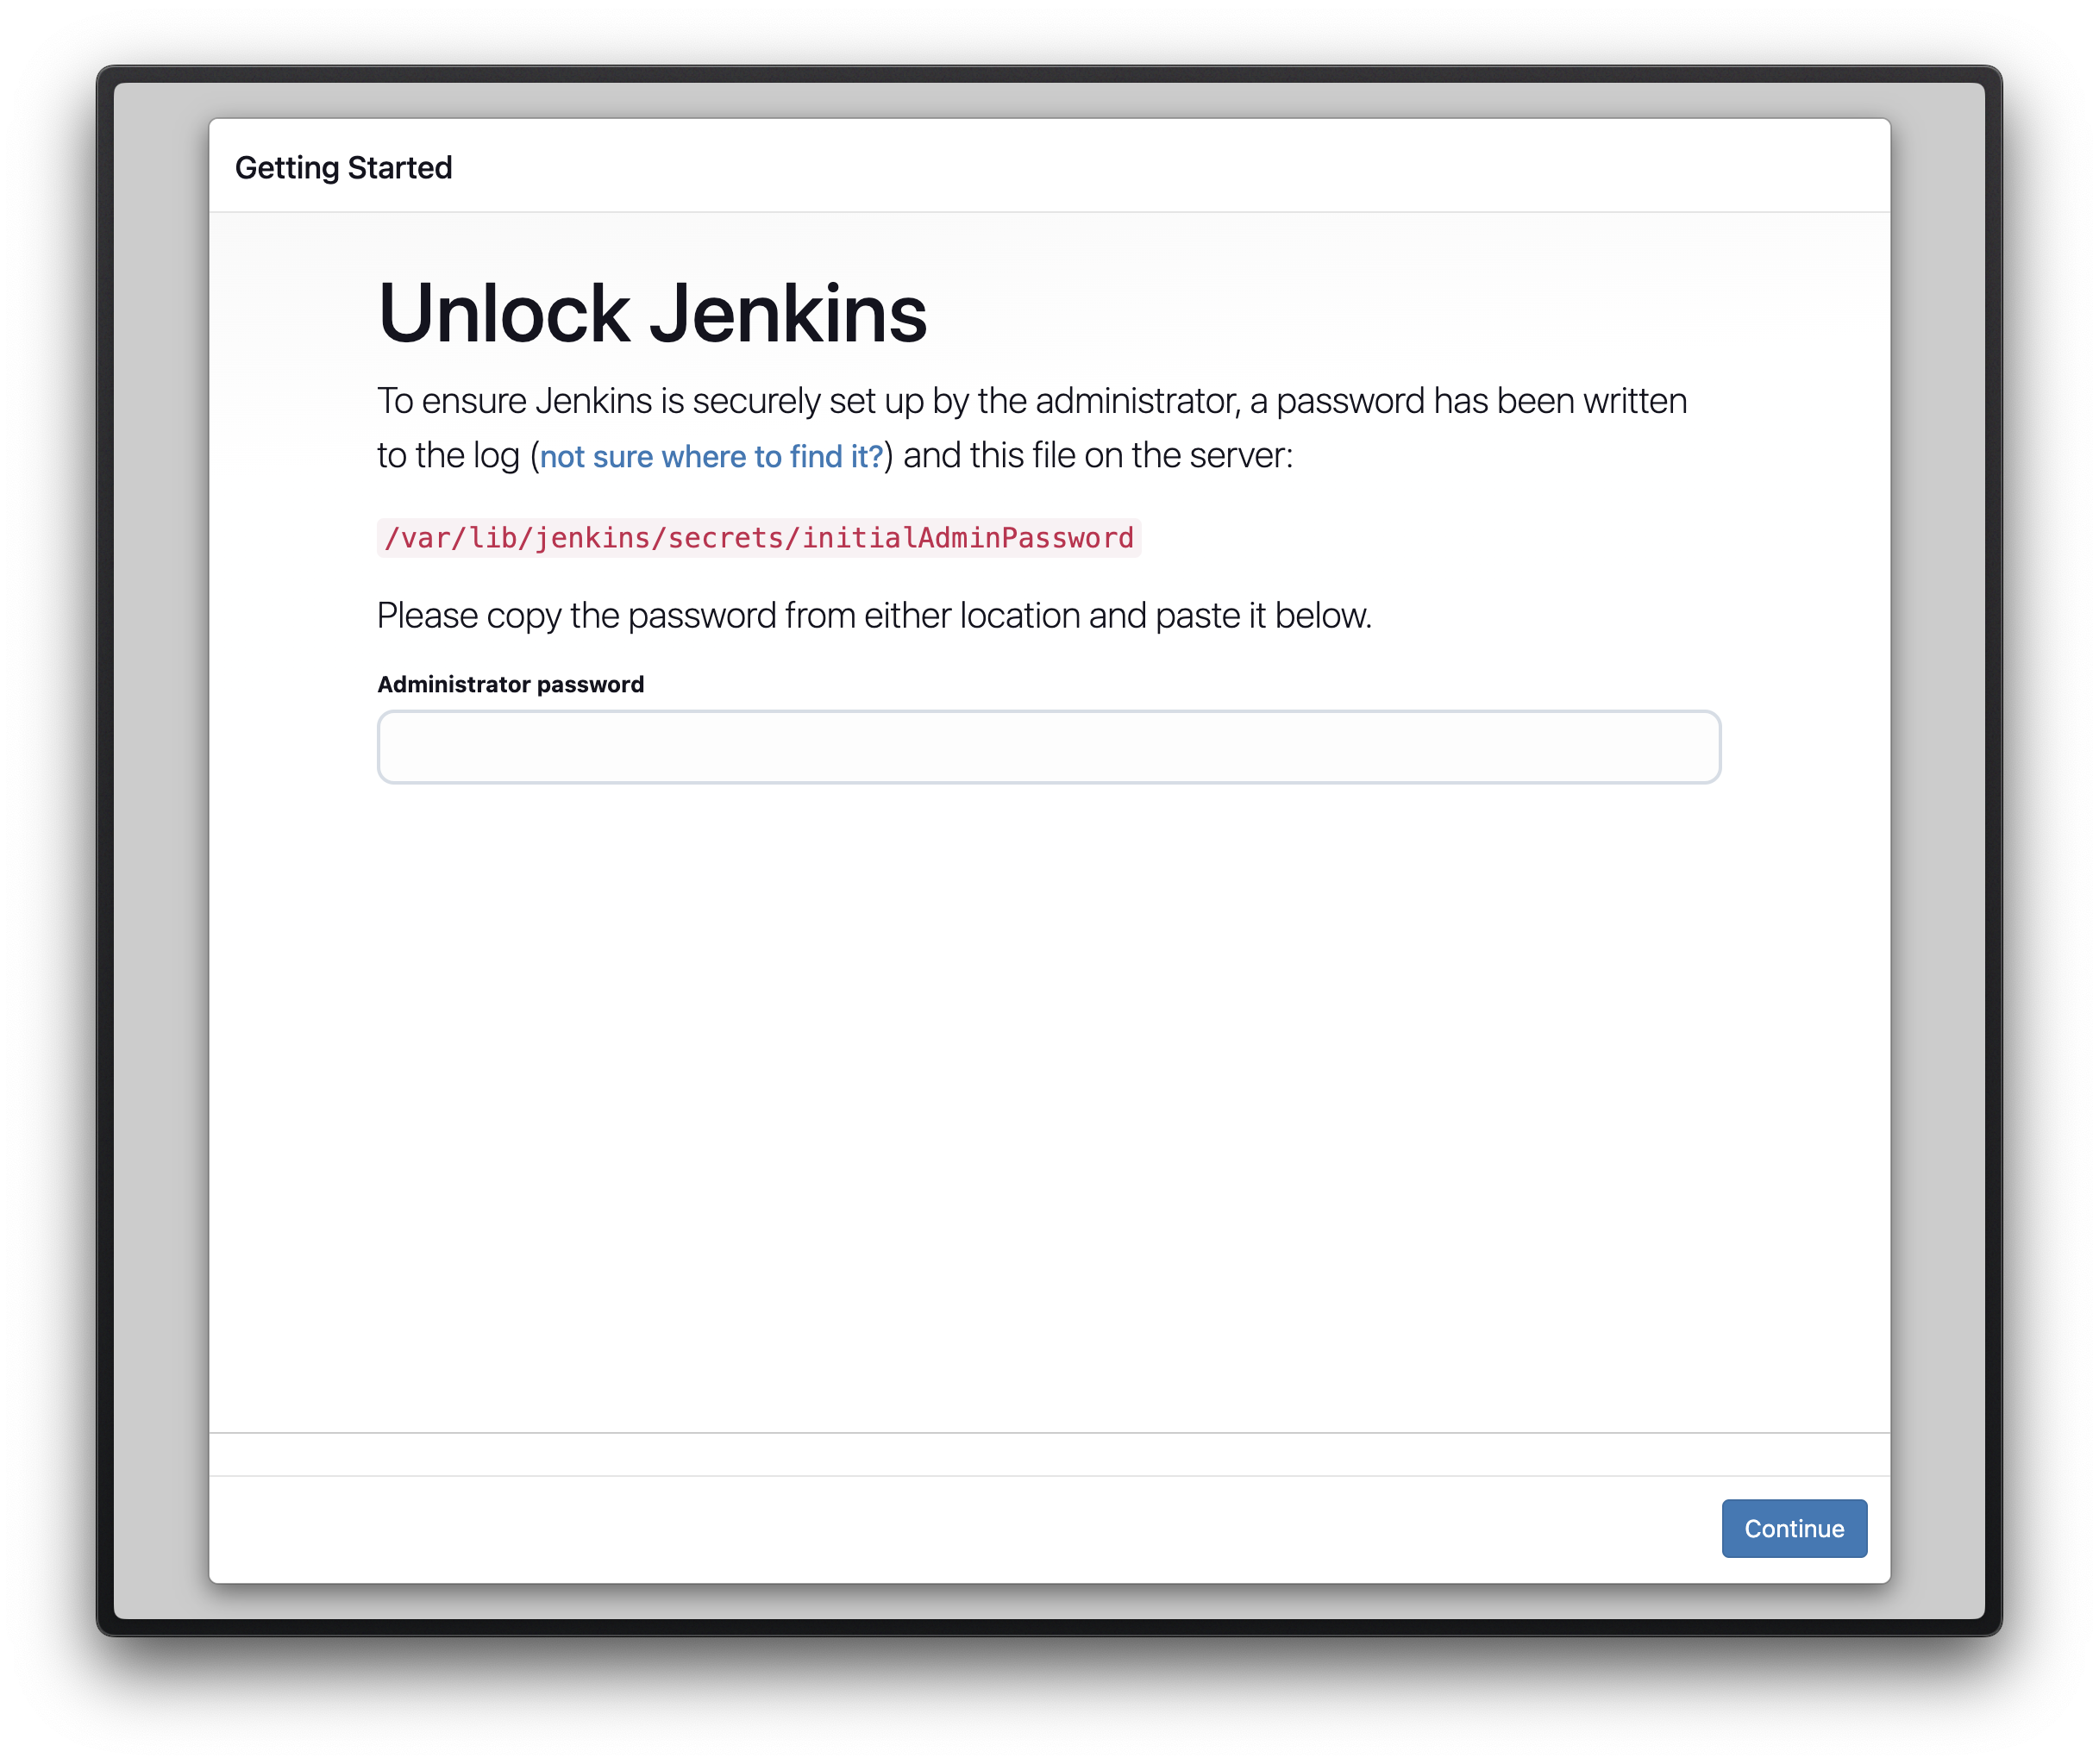 Getting Started
Unlock Jenkins
To ensure Jenkins is securely set up by the administrator, a password has been written
to the log (not sure where to find it?) and this file on the server:
/var/lib/jenkins/secrets/initialAdminPassword
Please copy the password from either location and paste it below.
Administrator password
Continue